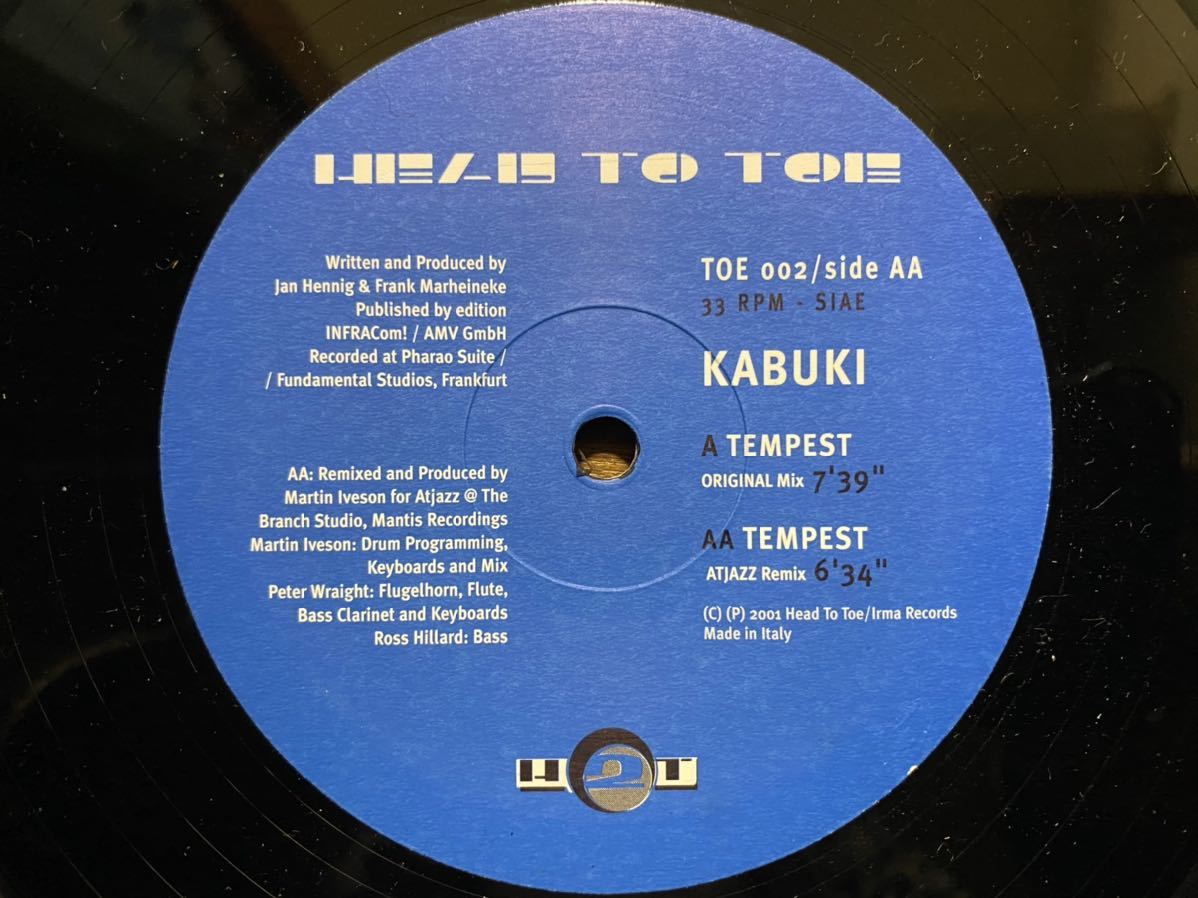 HEAD TO TOE
Written and Produced by
Jan Hennig & Frank Marheineke
Published by edition
INFRACom! / AMV GmbH
Recorded at Pharao Suite /
/ Fundamental Studios, Frankfurt
AA: Remixed and Produced by
Martin Iveson for Atjazz @ The
Branch Studio, Mantis Recordings
Martin Iveson: Drum Programming,
Keyboards and Mix
Peter Wraight: Flugelhorn, Flute,
Bass Clarinet and Keyboards
Ross Hillard: Bass
TOE 002/side AA
33 RPM - SIAE
KABUKI
A TEMPEST
ORIGINAL Mix 7'39"
AA TEMPEST
ATJAZZ Remix 6'34"
(C) (P) 2001 Head To Toe/Irma Records
Made in Italy
H2T